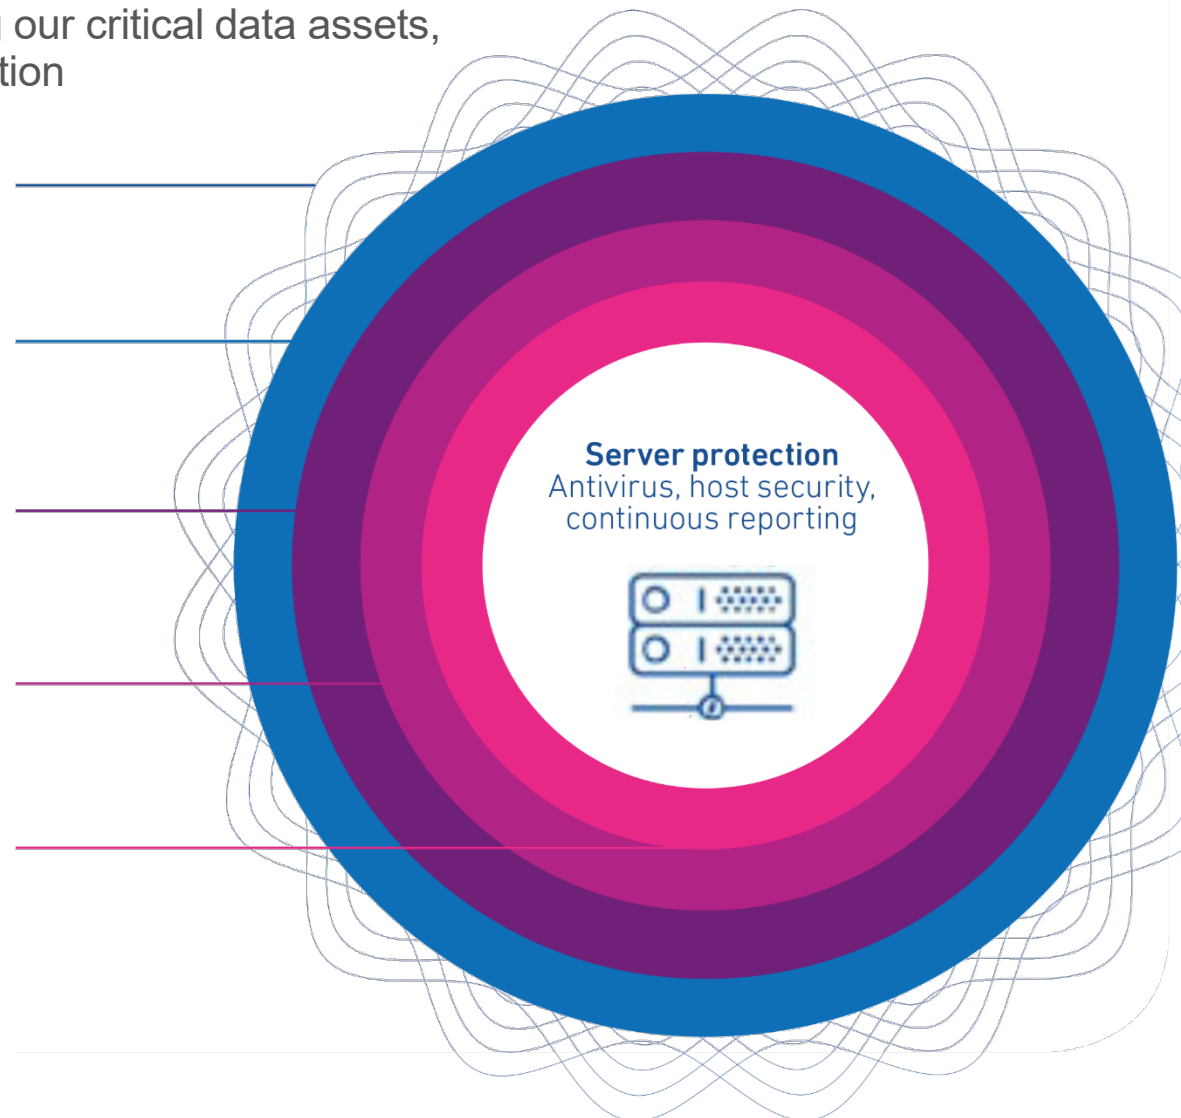 g our critical data assets,
tion
Server protection
Antivirus, host security,
continuous reporting